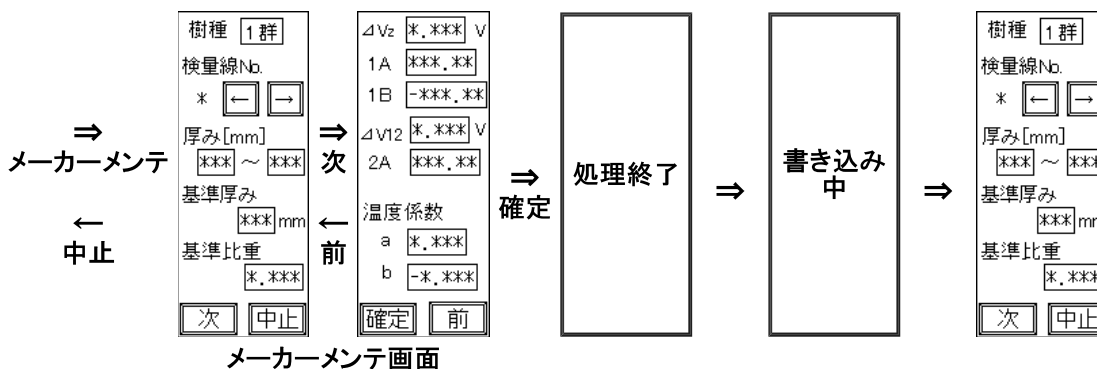 ⇒
メーカーメンテ
←
中止
樹種 1群
検量線No.
* ← →
厚み[mm]
*** ～ ***
基準厚み
*** mm
基準比重
*.***
次 中止
⇒
次
←
前
⊿Vz *.*** V
1A ***.**
1B -***.**
⊿V12 *.*** V
2A ***.**
温度係数
a *.***
b -*.***
確定 前
メーカーメンテ画面
⇒
確定
処理終了
⇒
書き込み
中
⇒
樹種 1群
検量線No.
* ← →
厚み[mm]
*** ～ ***
基準厚み
*** mm
基準比重
*.***
次 中止